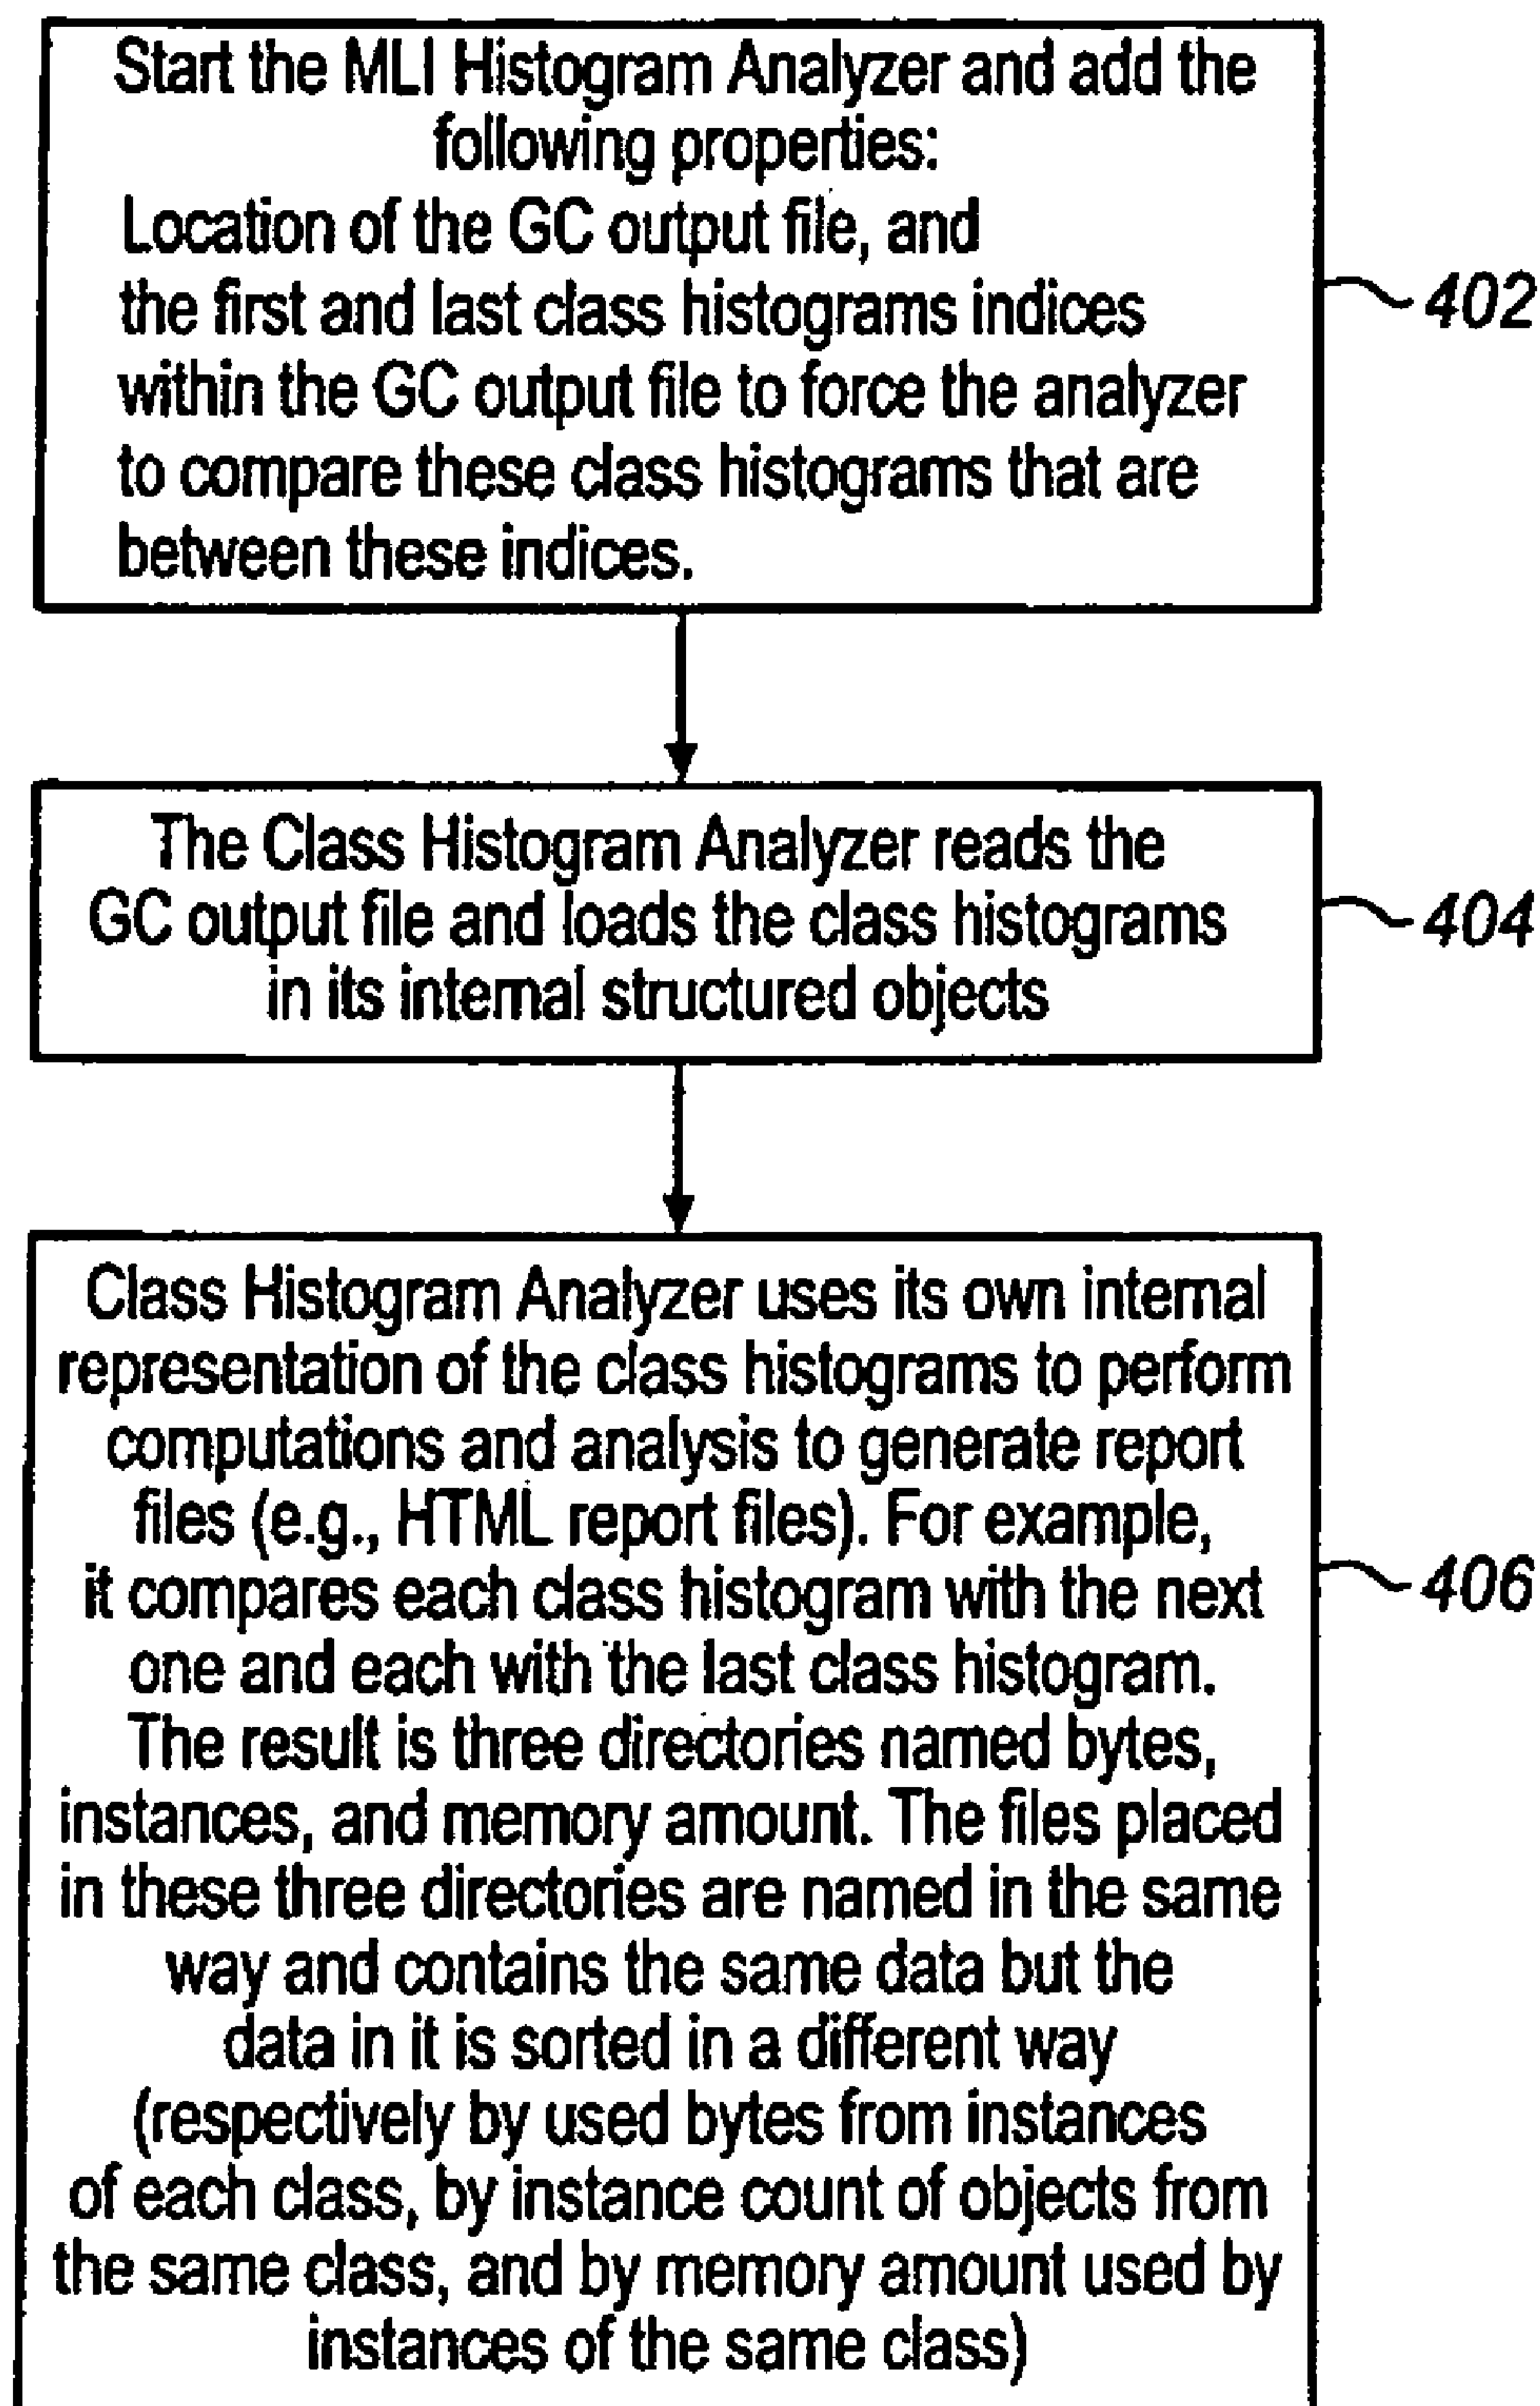 Start the MLI Histogram Analyzer and add the
following properties:
Location of the GC output file, and
the first and last class histograms indices
within the GC output file to force the analyzer
to compare these class histograms that are
between these indices.
402
The Class Histogram Analyzer reads the
GC output file and loads the class histograms
in its internal structured objects
404
Class Histogram Analyzer uses its own internal
representation of the class histograms to perform
computations and analysis to generate report
files (e.g., HTML report files). For example,
it compares each class histogram with the next
one and each with the last class histogram.
The result is three directories named bytes,
instances, and memory amount. The files placed
in these three directories are named in the same
way and contains the same data but the
data in it is sorted in a different way
(respectively by used bytes from instances
of each class, by instance count of objects from
the same class, and by memory amount used by
instances of the same class)
406